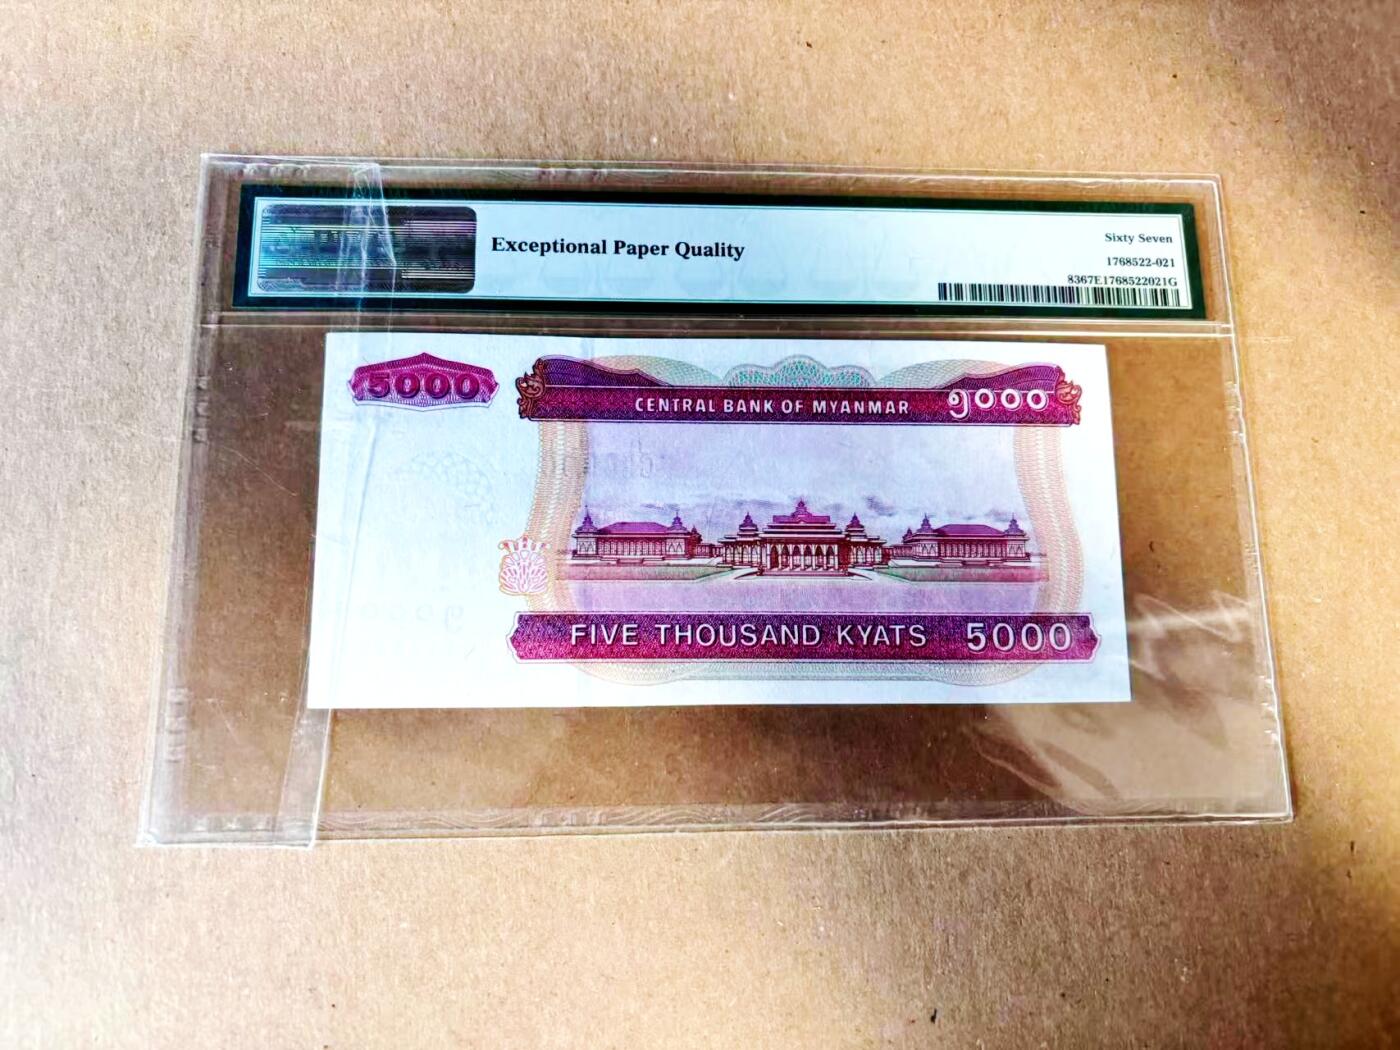 Exceptional Paper Quality
Sixty Seven
1768522-021
8367E1768522021G
5000
CENTRAL BANK OF MYANMAR
၅၀၀၀
FIVE THOUSAND KYATS 5000